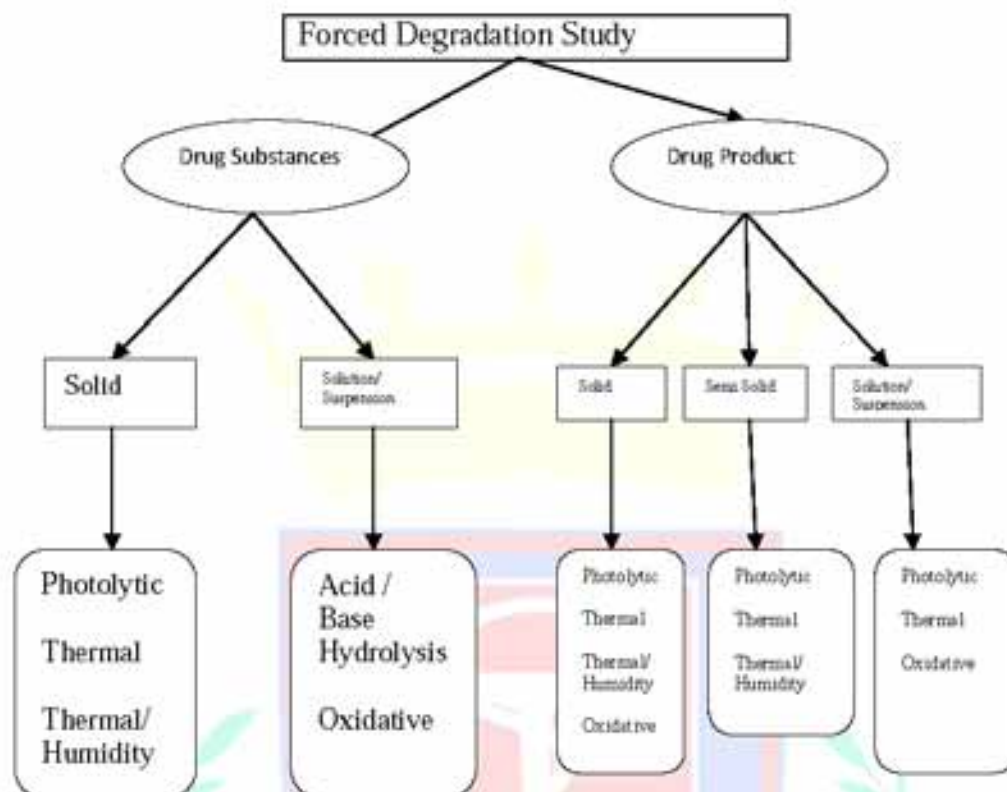 Forced Degradation Study
Drug Substances
Drug Product
Solid
Solution/
Suspension
Solid
Semi Solid
Solution/
Suspension
Photolytic
Thermal
Thermal/
Humidity
Acid /
Base
Hydrolysis
Oxidative
Photolytic
Thermal
Thermal/
Humidity
Oxidative
Photolytic
Thermal
Thermal/
Humidity
Photolytic
Thermal
Oxidative